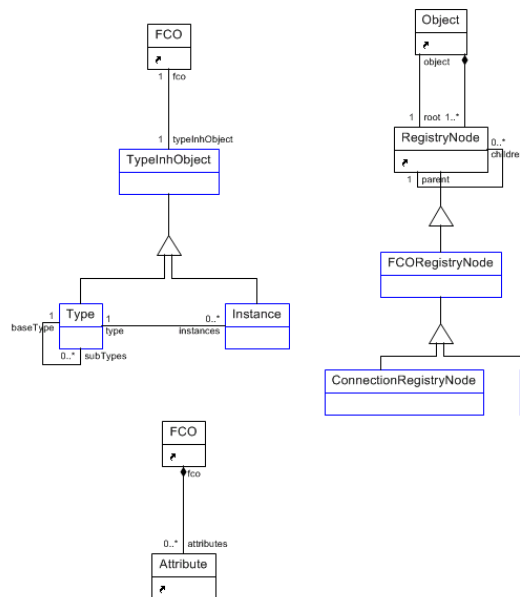 FCO
1 fco
1 typeInhObject
TypeInhObject
Type
Instance
1
baseType
1
type
0..*
instances
0..* subTypes
FCO
fco
0..* attributes
Attribute
Object
object
1 root 1..*
RegistryNode
0..*
childre
1 parent
FCORegistryNode
ConnectionRegistryNode